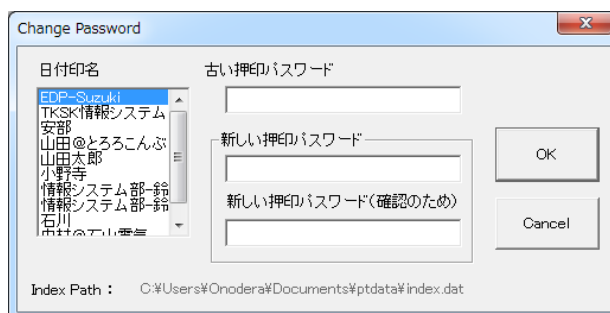 Change Password
日付印名
EDP-Suzuki
TKSK情報システム
安部
山田@とろろこんぶ
山田太郎
小野寺
情報システム部-鈴
情報システム部-鈴
石川
中村@石山電気
古い押印パスワード
新しい押印パスワード
新しい押印パスワード(確認のため)
OK
Cancel
Index Path : C:¥Users¥Onodera¥Documents¥ptdata¥index.dat